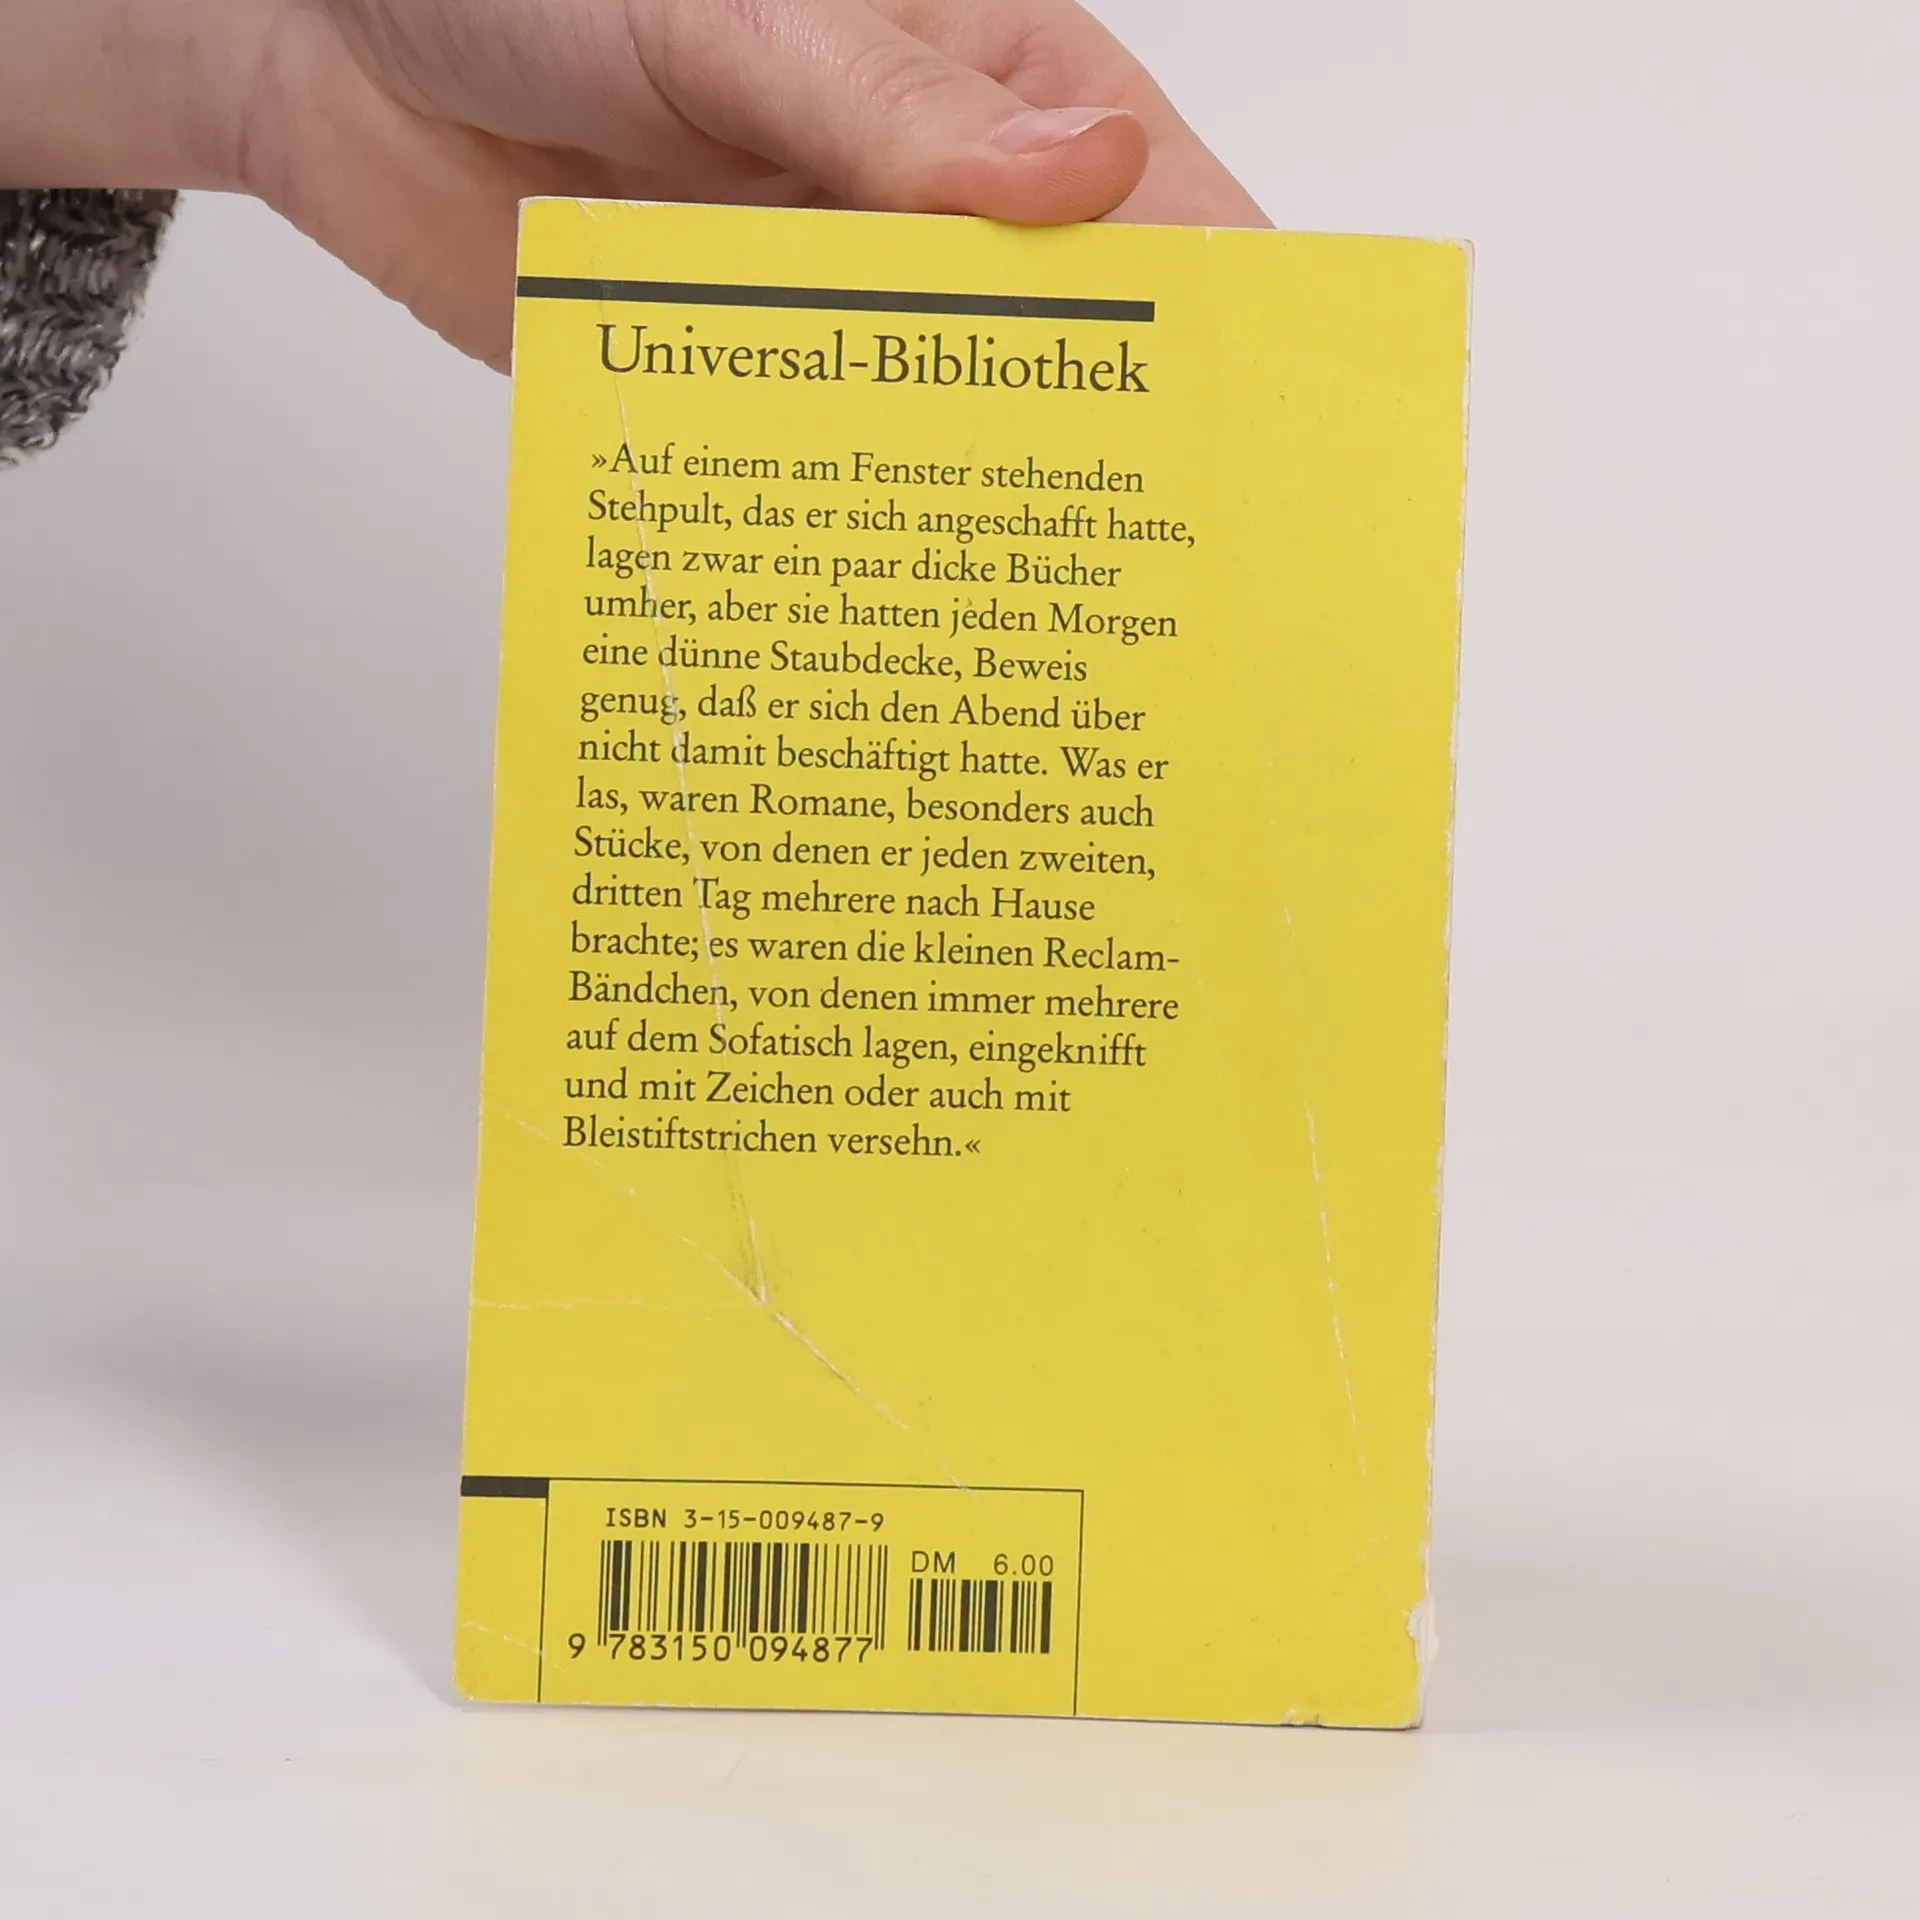 Universal-Bibliothek
»Auf einem am Fenster stehenden
Stehpult, das er sich angeschafft hatte,
lagen zwar ein paar dicke Bücher
umher, aber sie hatten jeden Morgen
eine dünne Staubdecke, Beweis
genug, daß er sich den Abend über
nicht damit beschäftigt hatte. Was er
las, waren Romane, besonders auch
Stücke, von denen er jeden zweiten,
dritten Tag mehrere nach Hause
brachte; es waren die kleinen Reclam-
Bändchen, von denen immer mehrere
auf dem Sofatisch lagen, eingeknifft
und mit Zeichen oder auch mit
Bleistiftstrichen versehn.«
ISBN 3-15-009487-9
DM 6.00
9 783150 094877